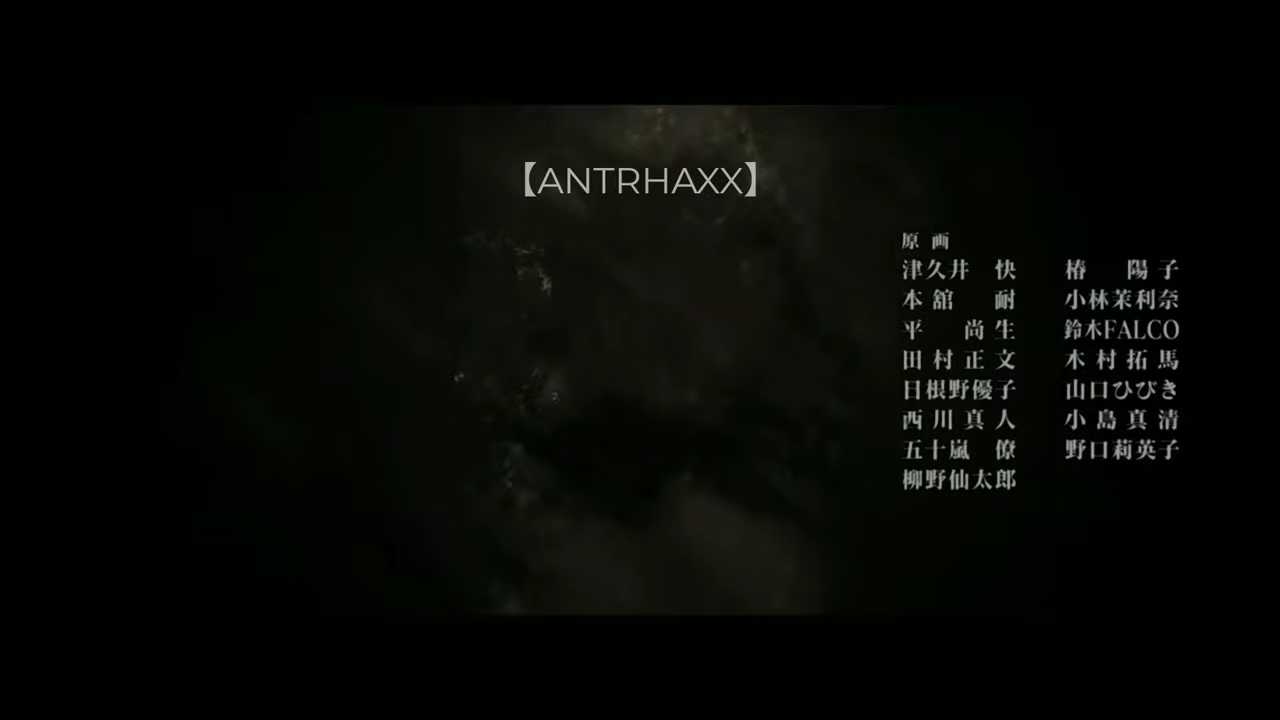 【ANTRHAXX】
原画
津久井 快 椿 陽子
本舘 耐 小林茉利奈
平 尚生 鈴木FALCO
田村正文 木村拓馬
日根野優子 山口ひびき
西川真人 小島真清
五十嵐 僚 野口莉英子
柳野仙太郎